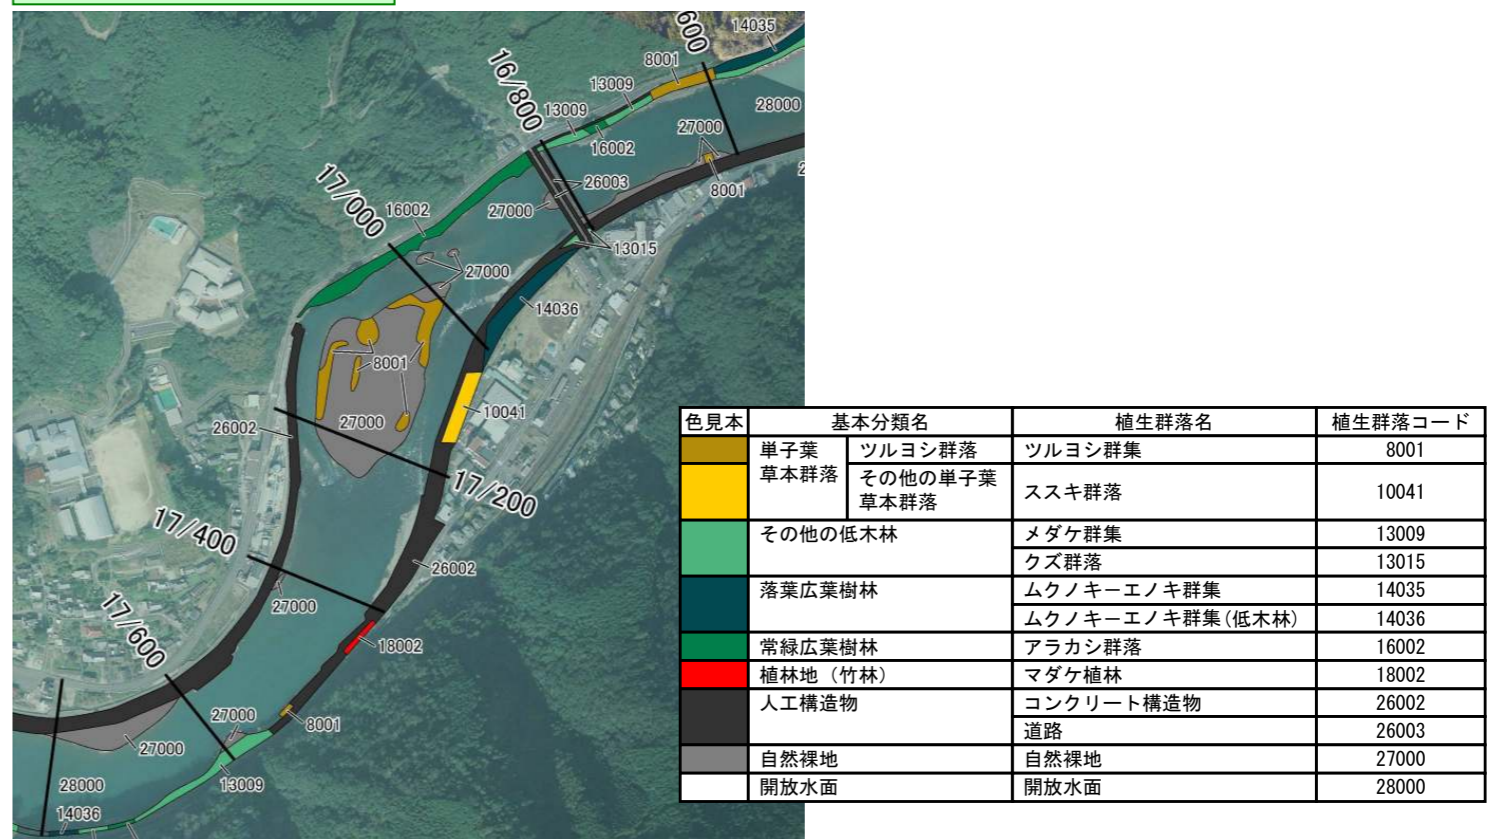 600
14035
8001
16/800
13009
28000
13009
27000
16002
26003
8001
17/000
16002
27000
13015
27000
14036
8001
10041
27000
26002
17/200
17/400
26002
27000
17/600
18002
27000
8001
27000
28000
13009
14036
色見本 基本分類名 植生群落名 植生群落コード
単子葉 ツルヨシ群落 ツルヨシ群集 8001
草本群落 その他の単子葉 ススキ群落 10041
草本群落
その他の低木林 メダケ群集 13009
クズ群落 13015
落葉広葉樹林 ムクノキーエノキ群集 14035
ムクノキーエノキ群集(低木林) 14036
常緑広葉樹林 アラカシ群落 16002
植林地（竹林） マダケ植林 18002
人工構造物 コンクリート構造物 26002
道路 26003
自然裸地 自然裸地 27000
開放水面 開放水面 28000